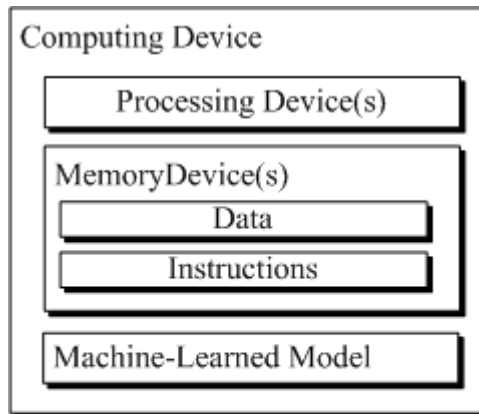 Computing Device
Processing Device(s)
MemoryDevice(s)
Data
Instructions
Machine-Learned Model